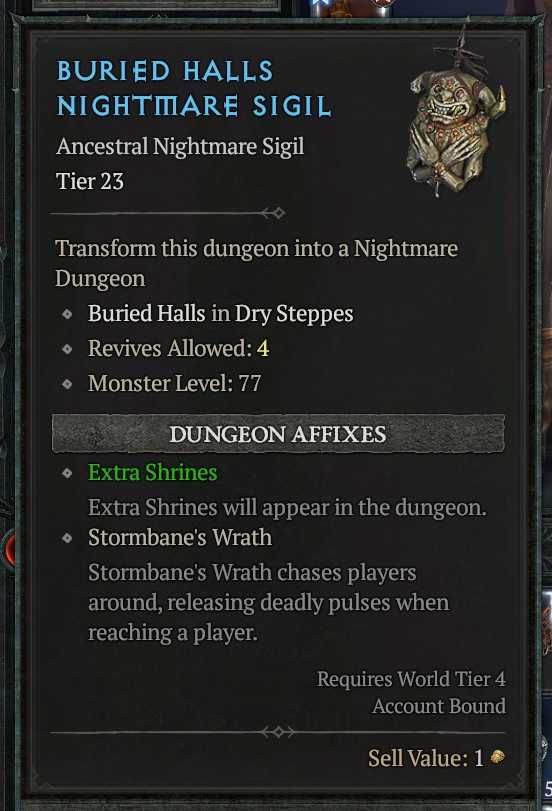 BURIED HALLS
NIGHTMARE SIGIL
Ancestral Nightmare Sigil
Tier 23
Transform this dungeon into a Nightmare
Dungeon
Buried Halls in Dry Steppes
Revives Allowed: 4
Monster Level: 77
DUNGEON AFFIXES
Extra Shrines
Extra Shrines will appear in the dungeon.
Stormbane's Wrath
Stormbane's Wrath chases players
around, releasing deadly pulses when
reaching a player.
Requires World Tier 4
Account Bound
Sell Value: 1
5